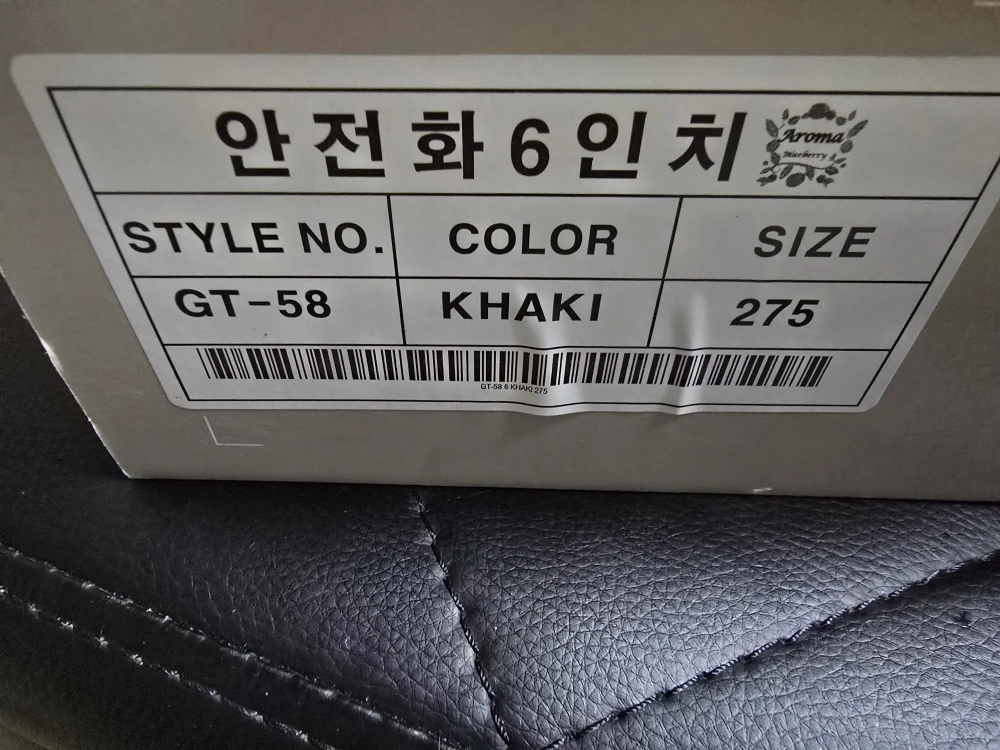 안전화6인치 Aroma Blueberry
STYLE NO. COLOR SIZE
GT-58 KHAKI 275
GT-58 6 KHAKI 275